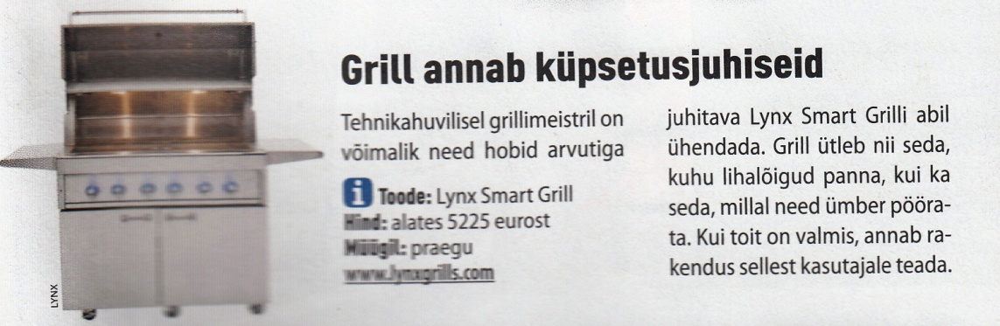 Grill annab küpsetusjuhiseid
Tehnikahuvilisel grillimeistril on
võimalik need hobid arvutiga
juhitava Lynx Smart Grilli abil
ühendada. Grill ütleb nii seda,
kuhu lihalõigud panna, kui ka
seda, millal need ümber pööra-
ta. Kui toit on valmis, annab ra-
kendus sellest kasutajale teada.
i Toode: Lynx Smart Grill
Hind: alates 5225 eurost
Müügil: praegu
www.lynxgrills.com
LYNX